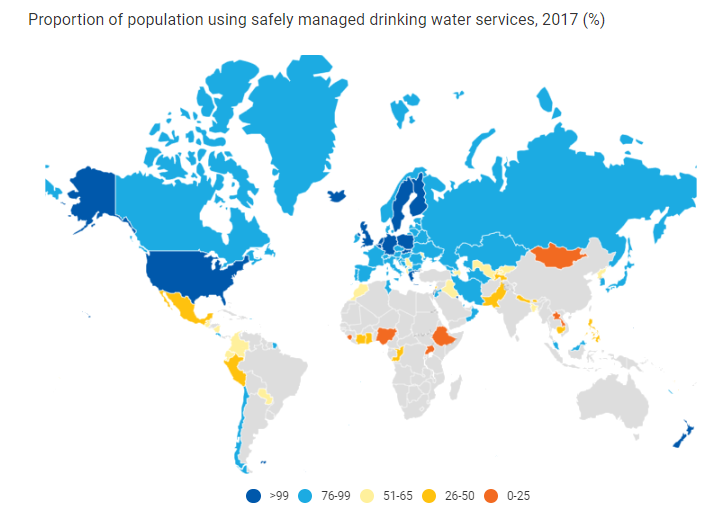 Proportion of population using safely managed drinking water services, 2017 (%)
>99 76-99 51-65 26-50 0-25